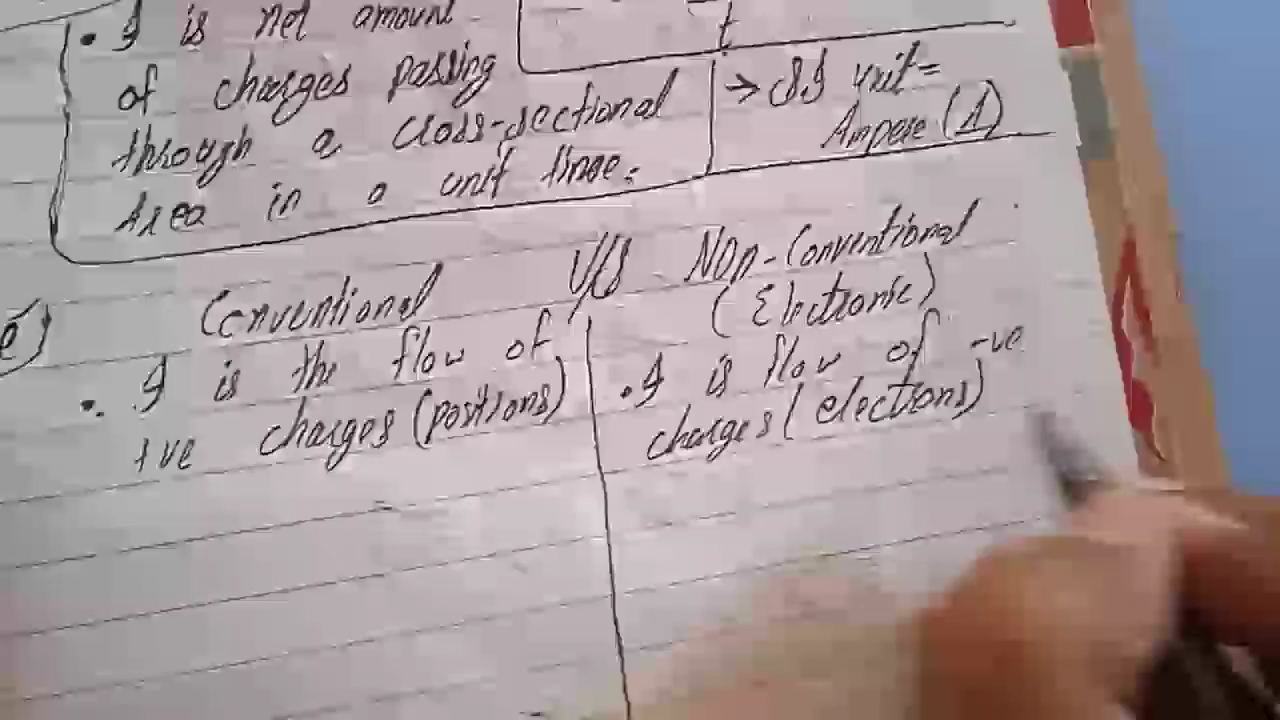 • I is net amount
of charges passing
through a cross-sectional
Area in a unit time.
t
→ SI unit =
Ampere (A)
e)
Conventional V/S Non-Conventional
(Electronic)
• I is the flow of
+ve charges (positions)
• I is flow of -ve
charges (electrons)